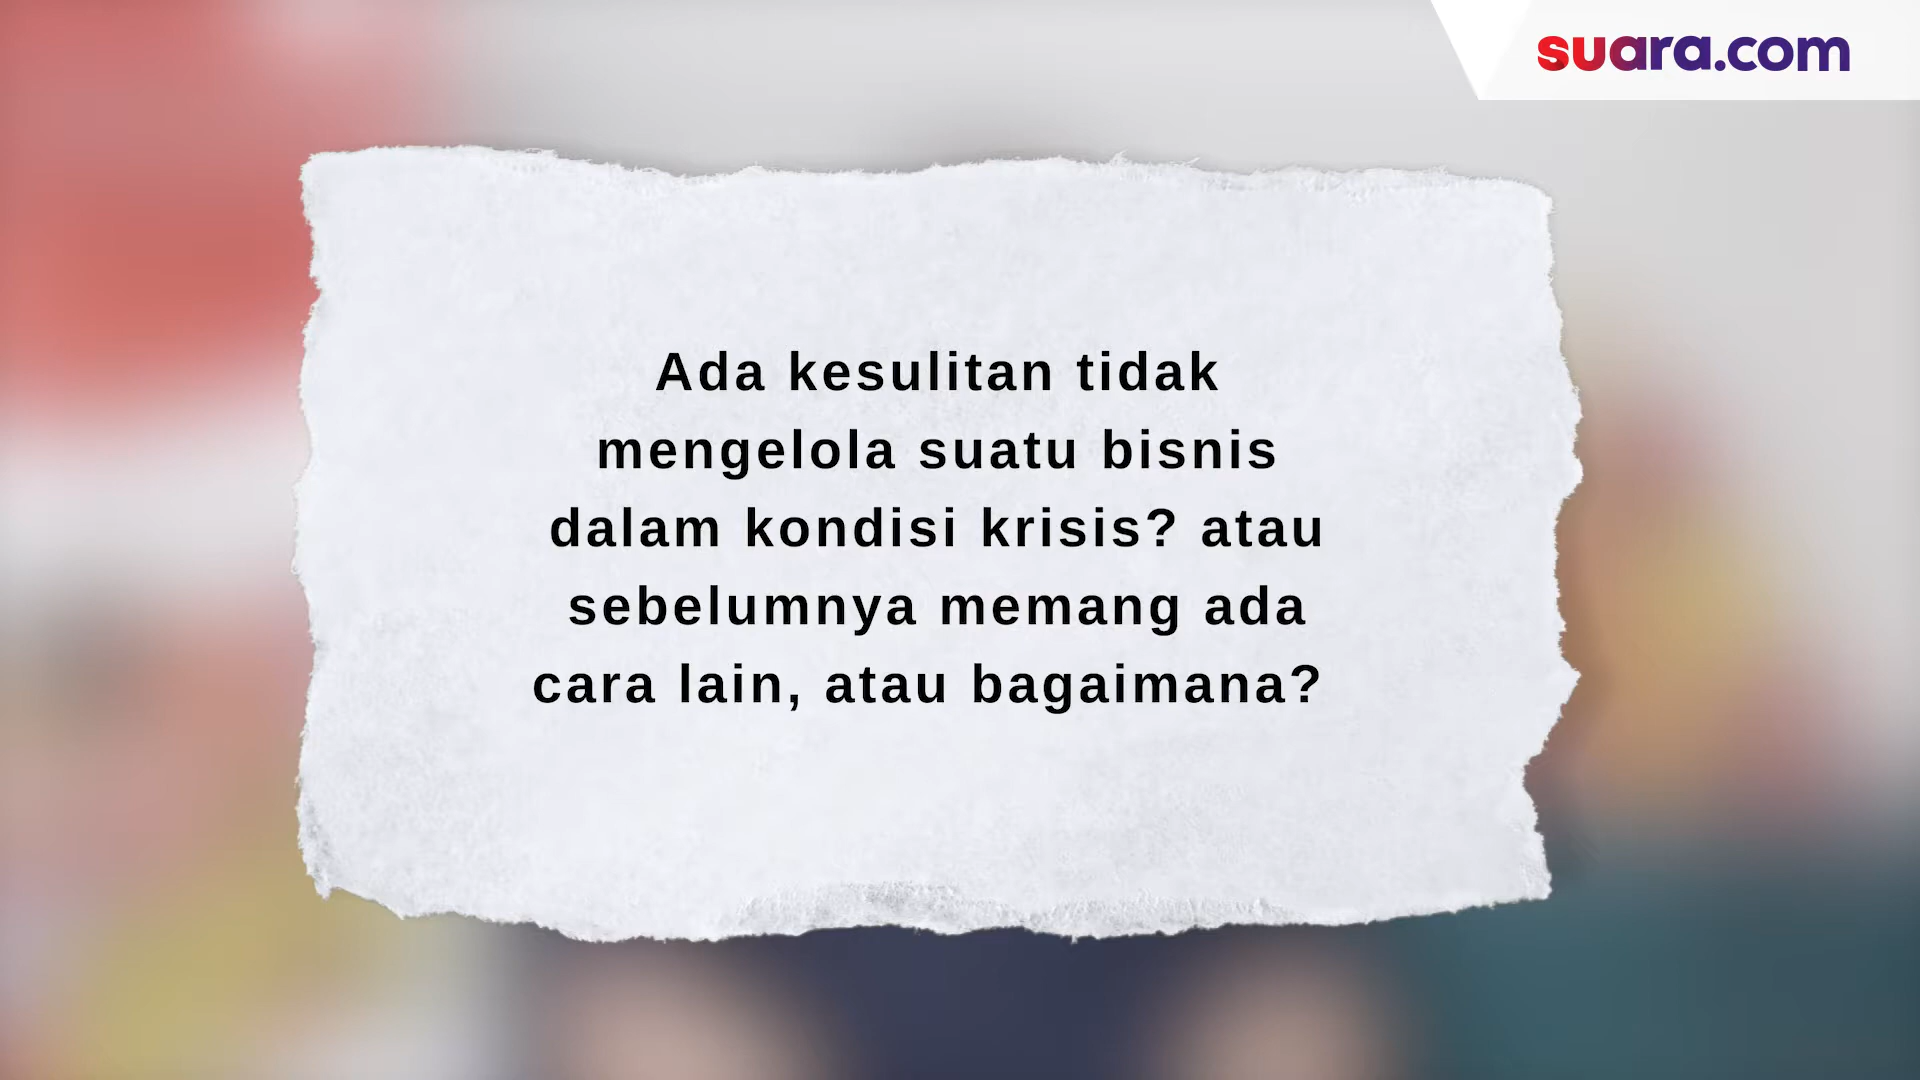 suara.com
Ada kesulitan tidak
mengelola suatu bisnis
dalam kondisi krisis? atau
sebelumnya memang ada
cara lain, atau bagaimana?